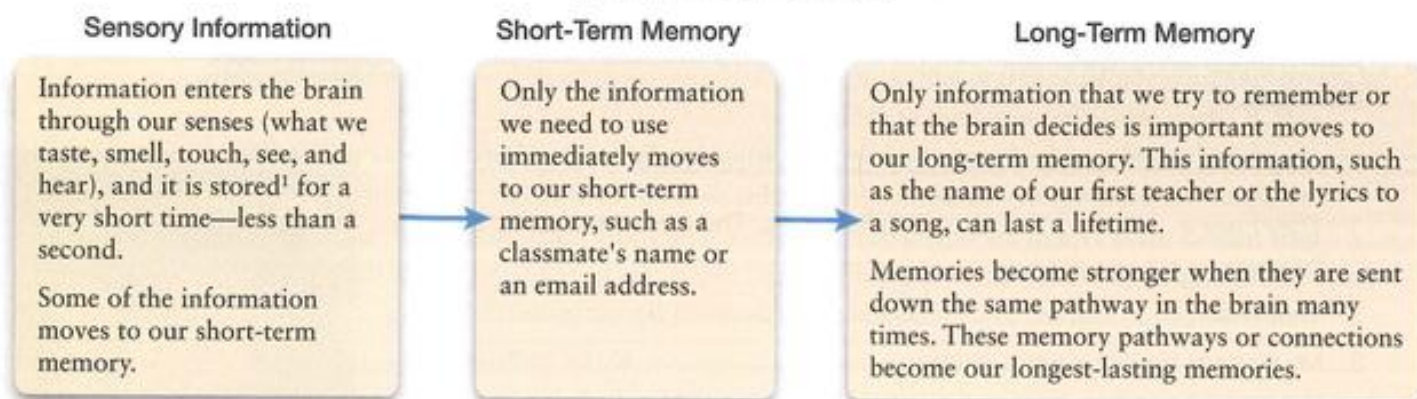 Sensory Information
Information enters the brain
through our senses (what we
taste, smell, touch, see, and
hear), and it is stored¹ for a
very short time—less than a
second.
Some of the information
moves to our short-term
memory.
Short-Term Memory
Only the information
we need to use
immediately moves
to our short-term
memory, such as a
classmate's name or
an email address.
Long-Term Memory
Only information that we try to remember or
that the brain decides is important moves to
our long-term memory. This information, such
as the name of our first teacher or the lyrics to
a song, can last a lifetime.
Memories become stronger when they are sent
down the same pathway in the brain many
times. These memory pathways or connections
become our longest-lasting memories.